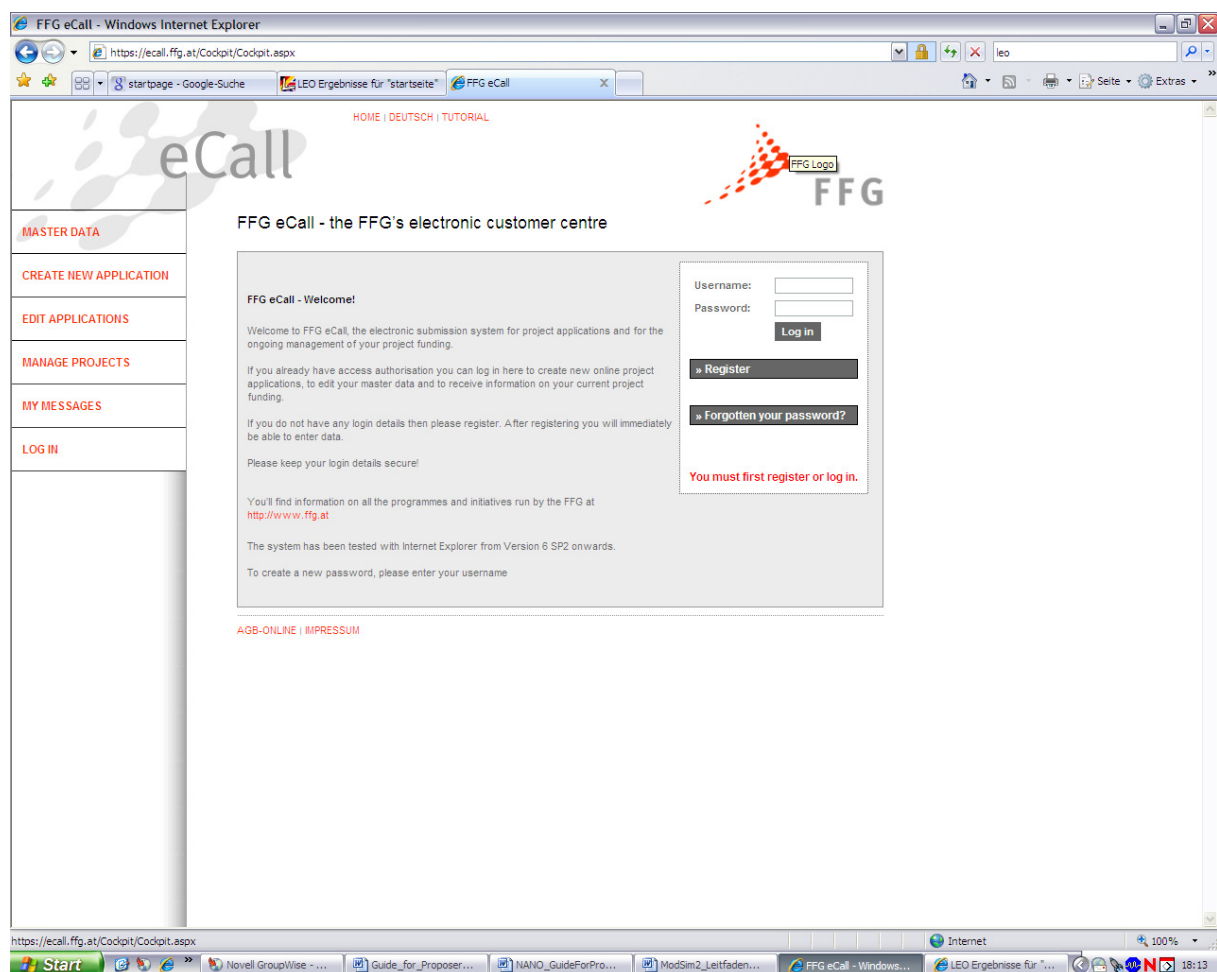 FFG eCall - Windows Internet Explorer
https://ecall.ffg.at/Cockpit/Cockpit.aspx
leo
startpage - Google-Suche
LEO Ergebnisse für "startseite"
FFG eCall
Seite
Extras
HOME | DEUTSCH | TUTORIAL
eCall
FFG Logo
FFG
MASTER DATA
CREATE NEW APPLICATION
EDIT APPLICATIONS
MANAGE PROJECTS
MY MESSAGES
LOG IN
FFG eCall - the FFG's electronic customer centre
FFG eCall - Welcome!
Welcome to FFG eCall, the electronic submission system for project applications and for the
ongoing management of your project funding.
If you already have access authorisation you can log in here to create new online project
applications, to edit your master data and to receive information on your current project
funding.
If you do not have any login details then please register. After registering you will immediately
be able to enter data.
Please keep your login details secure!
You'll find information on all the programmes and initiatives run by the FFG at
http://www.ffg.at
The system has been tested with Internet Explorer from Version 6 SP2 onwards.
To create a new password, please enter your username
Username:
Password:
Log in
» Register
» Forgotten your password?
You must first register or log in.
AGB-ONLINE | IMPRESSUM
https://ecall.ffg.at/Cockpit/Cockpit.aspx
Internet
100%
Start
Novell GroupWise - ...
Guide_for_Proposer...
NANO_GuideForPro...
ModSim2_Leitfaden...
FFG eCall - Windows...
LEO Ergebnisse für "...
18:13